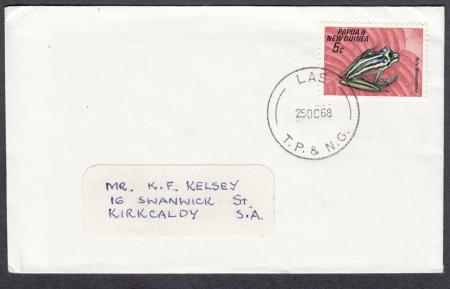 PAPUA &
NEW GUINEA
5c
LAE
25OC68
T.P. & N.G.
MR. K.F. KELSEY
16 SWANWICK St.
KIRKCALDY S.A.